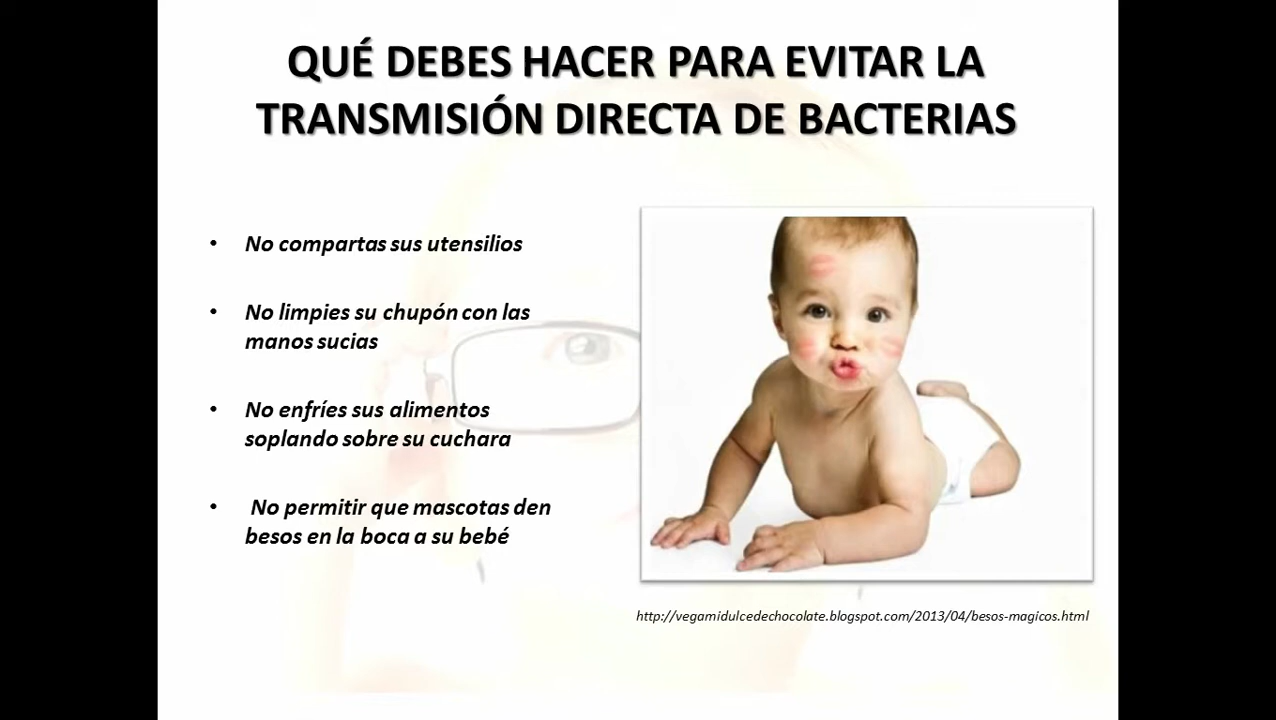 QUÉ DEBES HACER PARA EVITAR LA
TRANSMISIÓN DIRECTA DE BACTERIAS
• No compartas sus utensilios
• No limpies su chupón con las
manos sucias
• No enfríes sus alimentos
soplando sobre su cuchara
• No permitir que mascotas den
besos en la boca a su bebé
http://vegamidulcedechocolate.blogspot.com/2013/04/besos-magicos.html